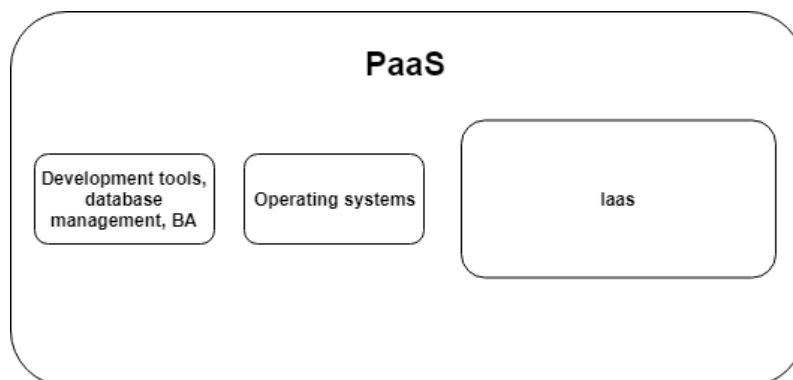 PaaS
Development tools,
database
management, BA
Operating systems
Iaas